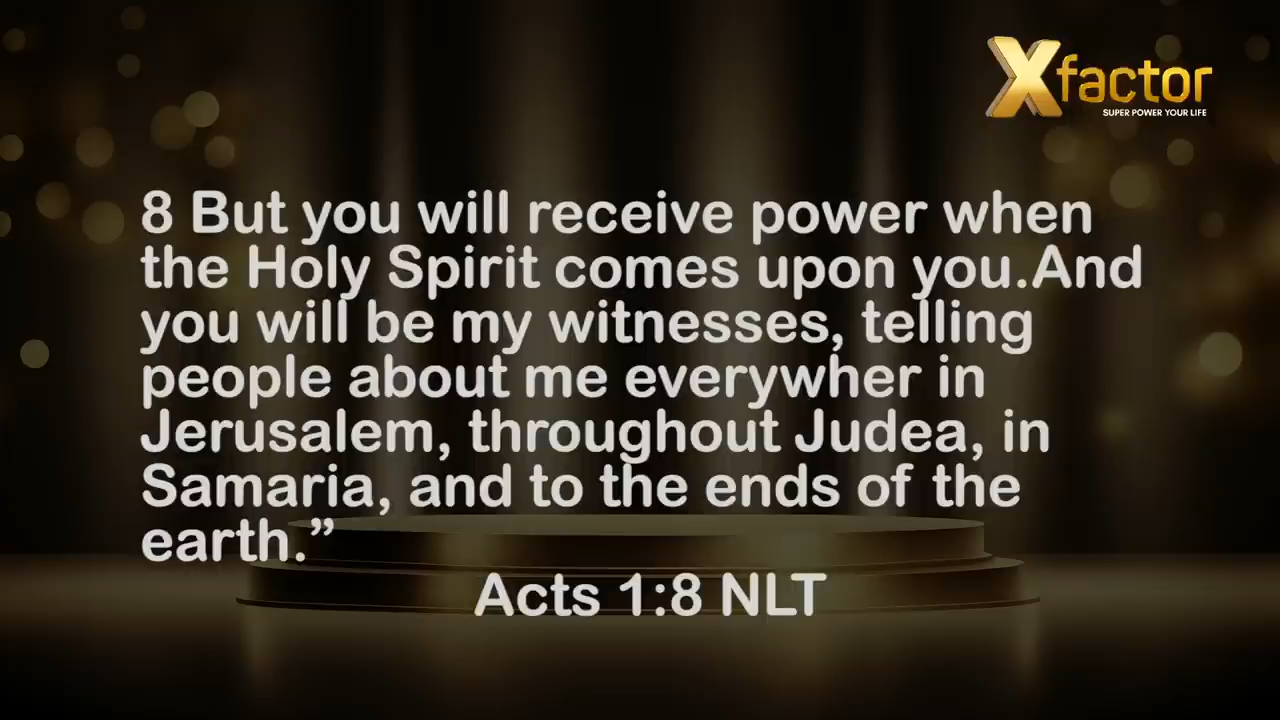 Xfactor
SUPER POWER YOUR LIFE
8 But you will receive power when
the Holy Spirit comes upon you.And
you will be my witnesses, telling
people about me everywher in
Jerusalem, throughout Judea, in
Samaria, and to the ends of the
earth.”
Acts 1:8 NLT